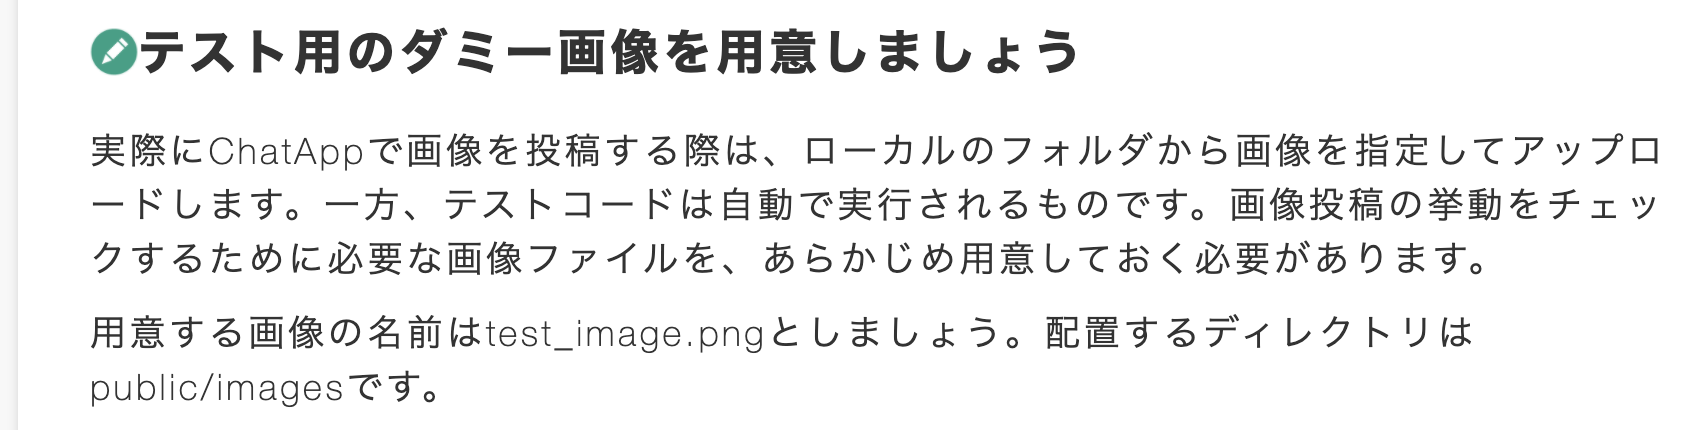 テスト用のダミー画像を用意しましょう
実際にChatAppで画像を投稿する際は、ローカルのフォルダから画像を指定してアップロ
ードします。一方、テストコードは自動で実行されるものです。画像投稿の挙動をチェッ
クするために必要な画像ファイルを、あらかじめ用意しておく必要があります。
用意する画像の名前はtest_image.pngとしましょう。配置するディレクトリは
public/imagesです。